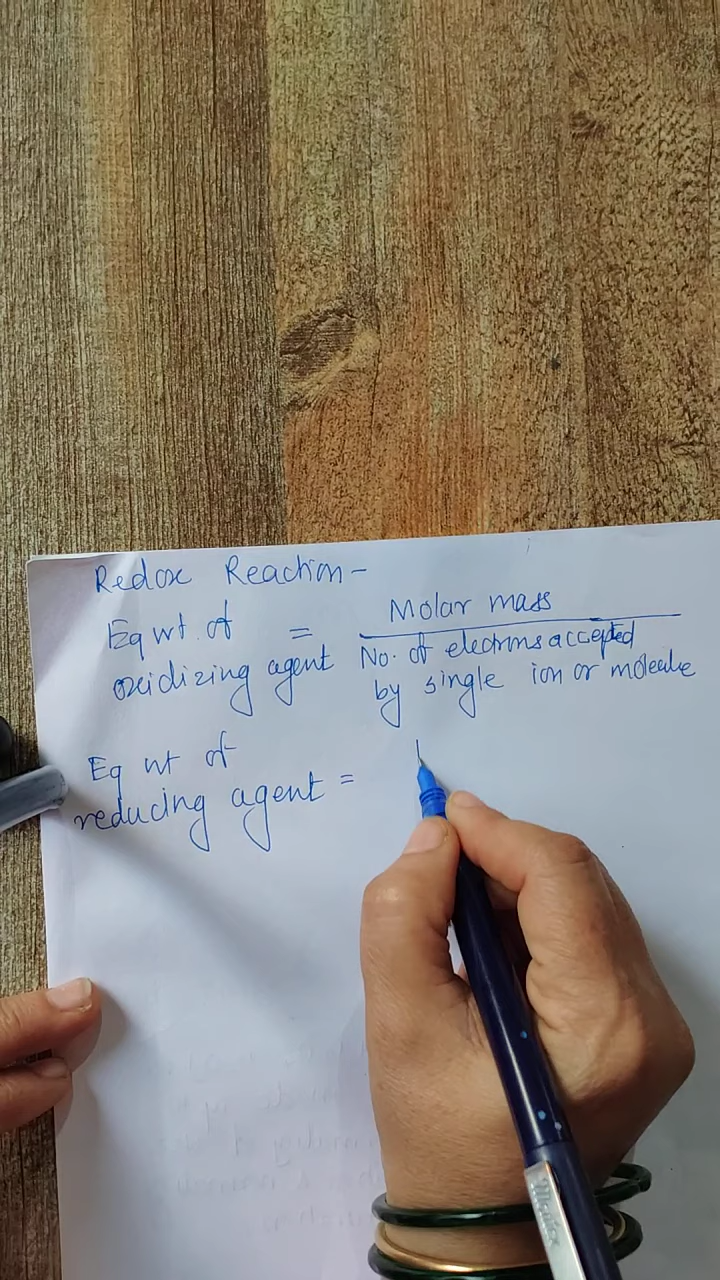 Redox Reaction-
Eq wt. of = Molar mass
oxidizing agent No. of electrons accepted
by single ion or molecule
Eq wt of
reducing agent =